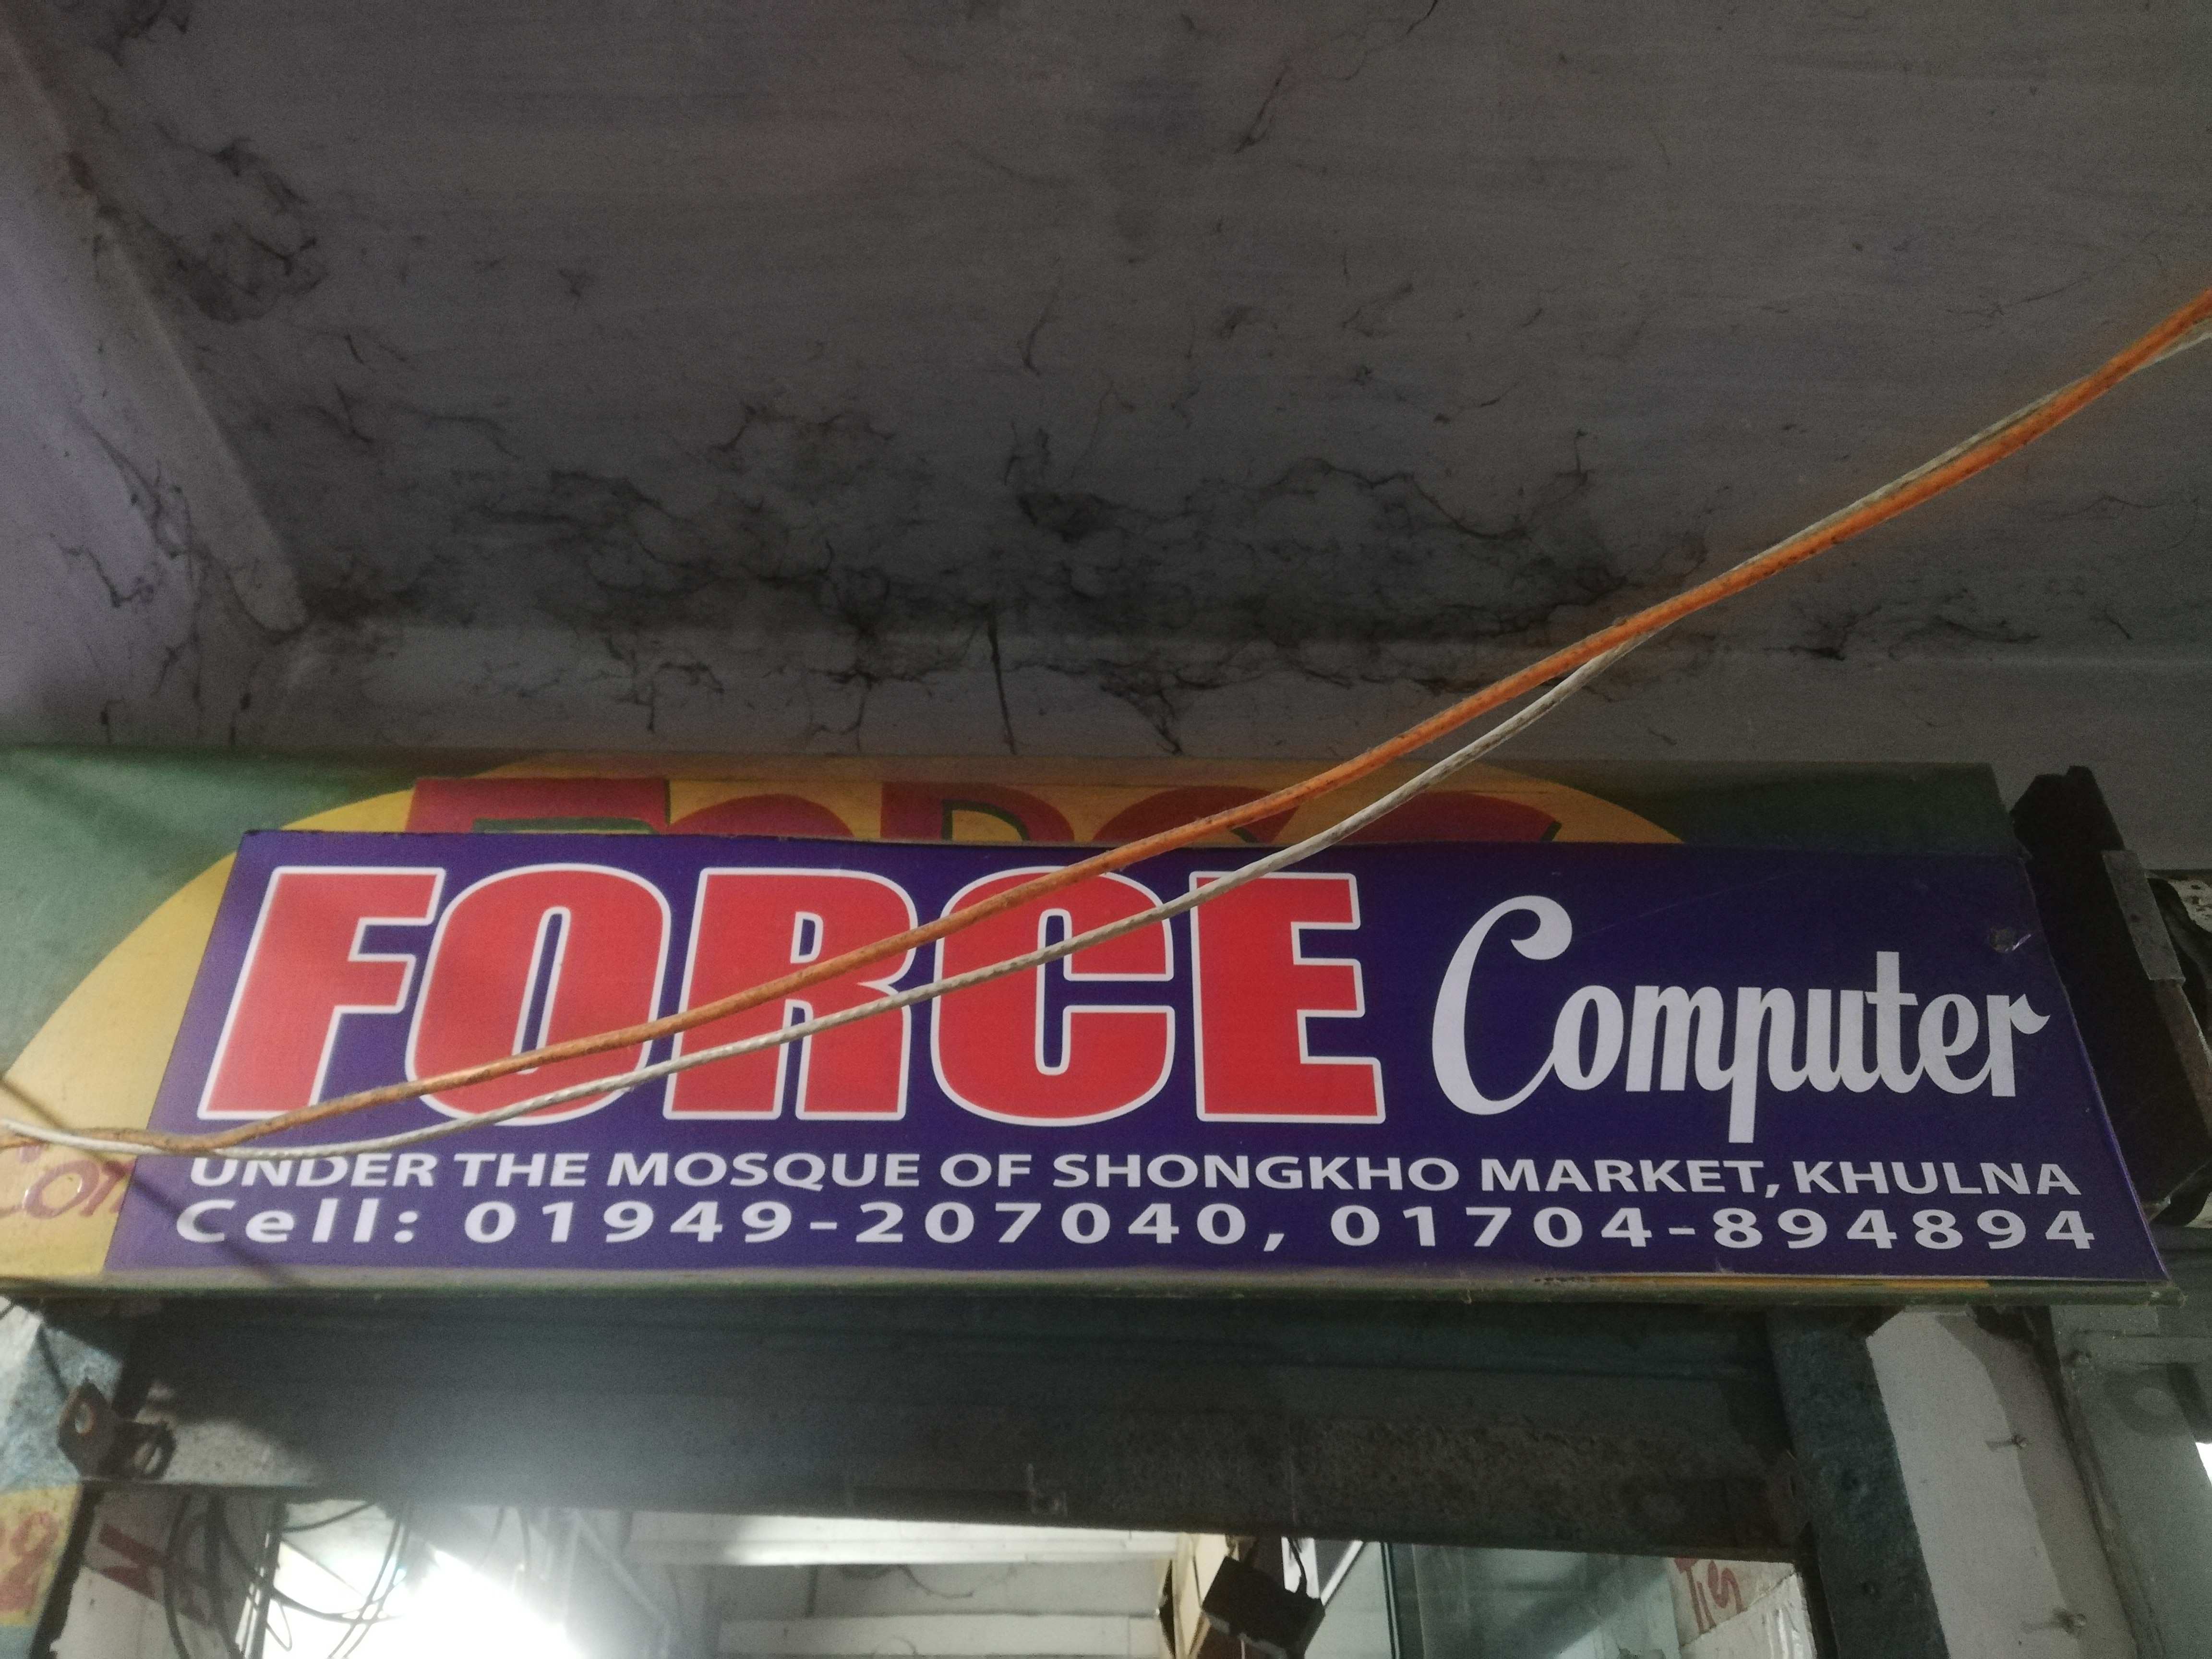 FORCE Computer
UNDER THE MOSQUE OF SHONGKHO MARKET, KHULNA
Cell: 01949-207040, 01704-894894